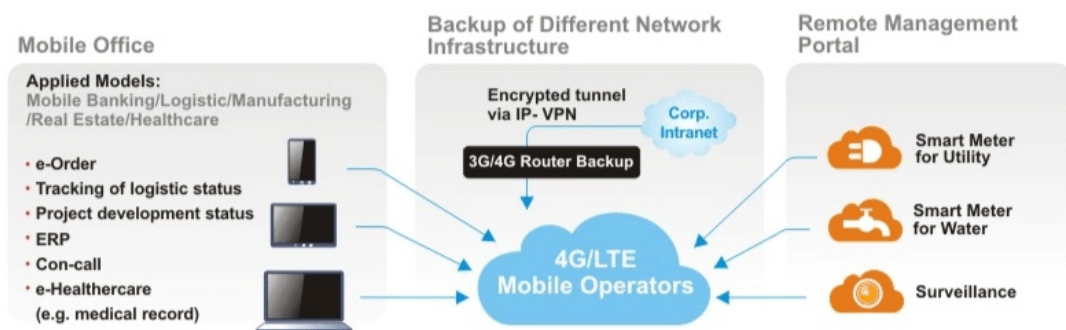 Mobile Office
Applied Models:
Mobile Banking/Logistic/Manufacturing
/Real Estate/Healthcare
• e-Order
• Tracking of logistic status
• Project development status
• ERP
• Con-call
• e-Healthercare
(e.g. medical record)
Backup of Different Network
Infrastructure
Encrypted tunnel
via IP- VPN
Corp.
Intranet
3G/4G Router Backup
4G/LTE
Mobile Operators
Remote Management
Portal
Smart Meter
for Utility
Smart Meter
for Water
Surveillance